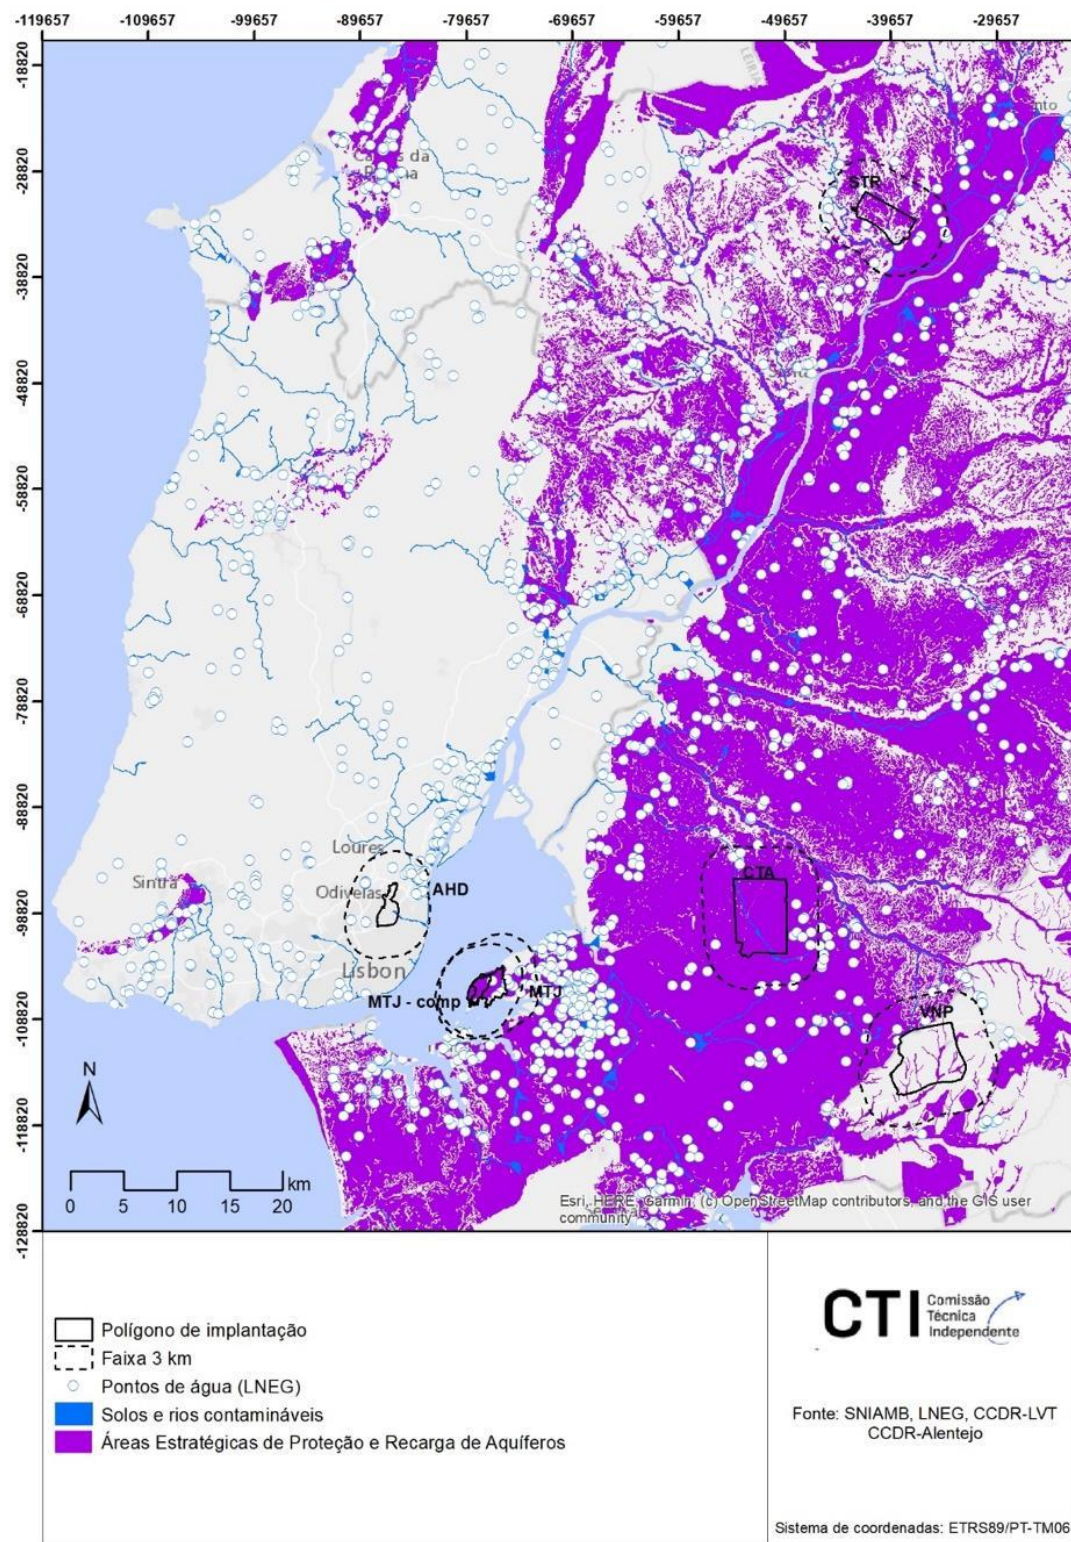 -119657 -109657 -99657 -89657 -79657 -69657 -59657 -49657 -39657 -29657
-18820
-28820
-38820
-48820
-58820
-68820
-78820
-88820
-98820
-108820
-118820
-128820
LEIRIA
Caldas da
STR
Loures
CTA
Sintra
Odivelas
AHD
Lisbon
MTJ - comp
MTJ
VNP
N
0 5 10 15 20 km
Esri, HERE, Garmin, (c) OpenStreetMap contributors, and the GIS user
community
Polígono de implantação
Faixa 3 km
Pontos de água (LNEG)
Solos e rios contamináveis
Áreas Estratégicas de Proteção e Recarga de Aquíferos
CTI
Comissão
Técnica
Independente
Fonte: SNIAMB, LNEG, CCDR-LVT
CCDR-Alentejo
Sistema de coordenadas: ETRS89/PT-TM06